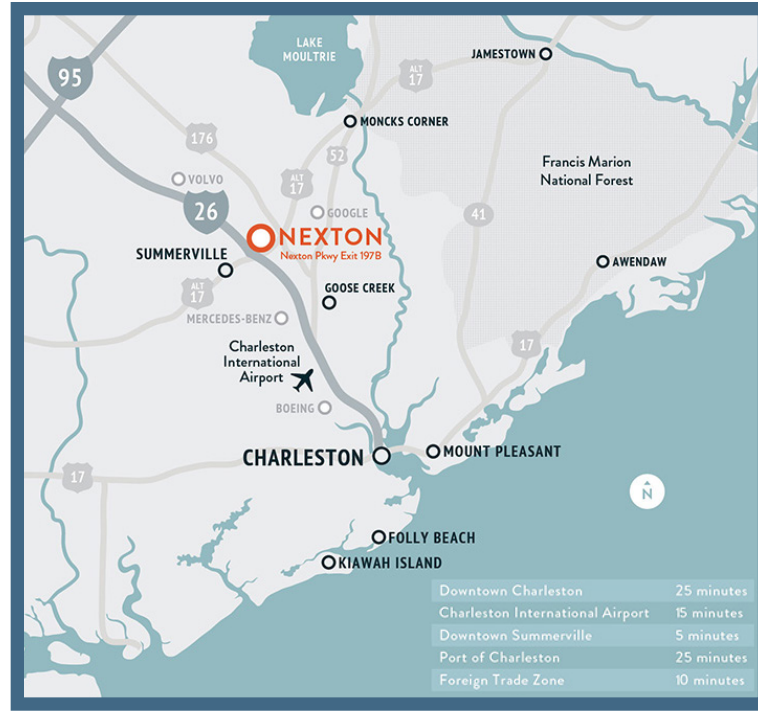 LAKE
MOULTRIE
JAMESTOWN
95
ALT
17
MONCKS CORNER
176
52
Francis Marion
National Forest
VOLVO
ALT
17
26
GOOGLE
41
NEXTON
Nexton Pkwy Exit 197B
SUMMERVILLE
AWENDAW
ALT
17
GOOSE CREEK
MERCEDES-BENZ
17
Charleston
International
Airport
BOEING
CHARLESTON
MOUNT PLEASANT
17
N
FOLLY BEACH
KIAWAH ISLAND
Downtown Charleston 25 minutes
Charleston International Airport 15 minutes
Downtown Summerville 5 minutes
Port of Charleston 25 minutes
Foreign Trade Zone 10 minutes